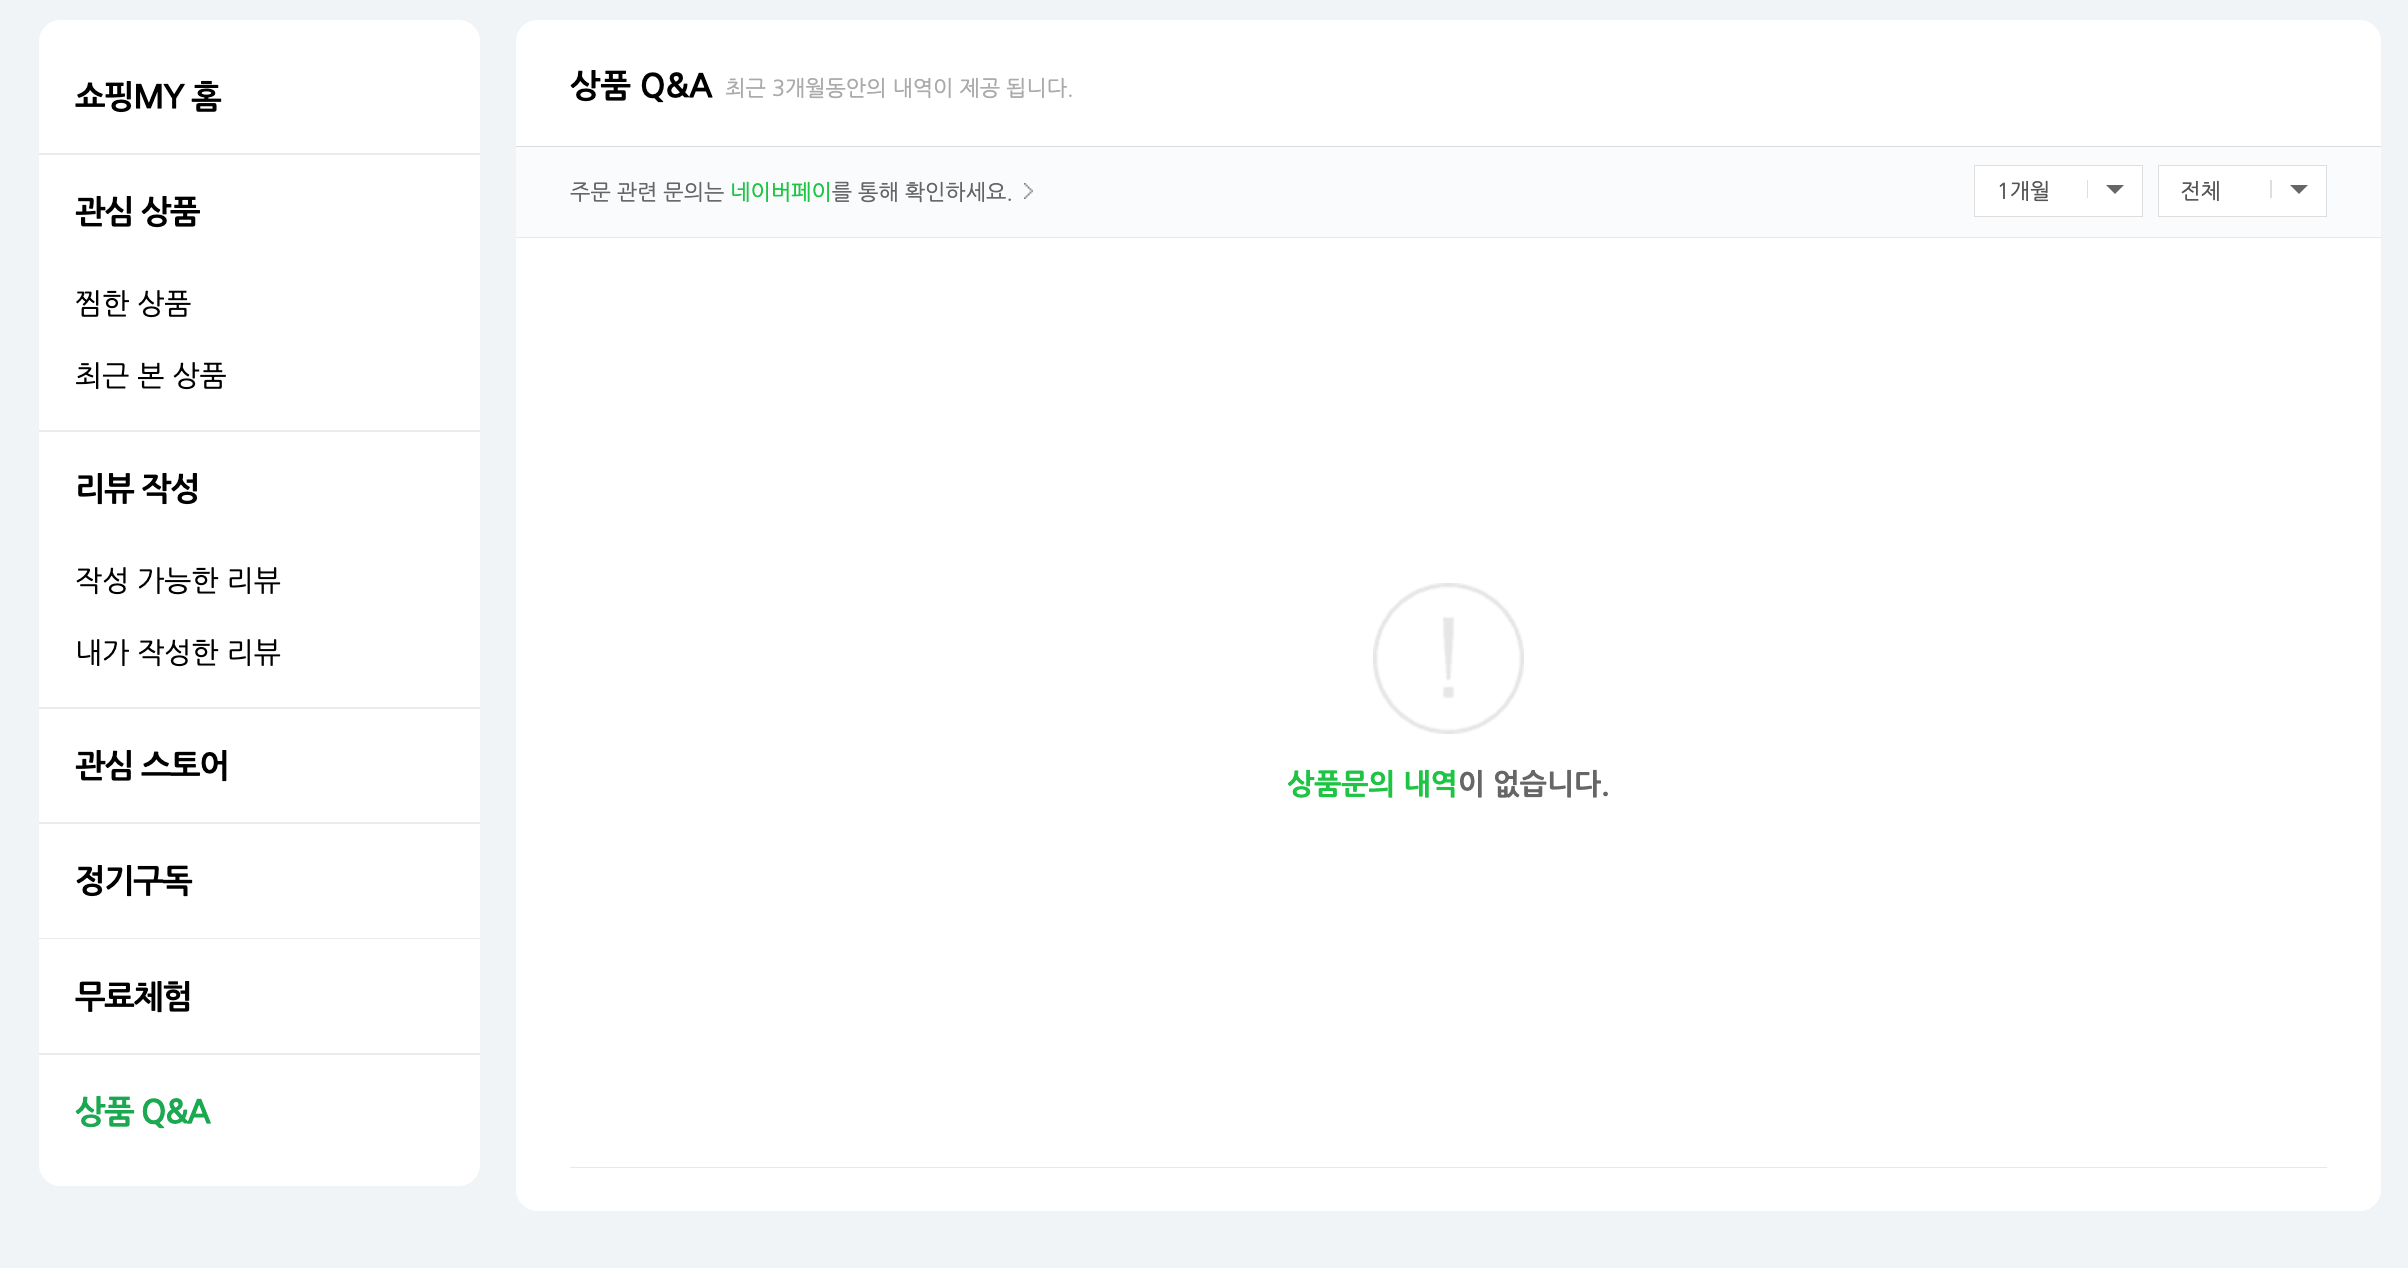 쇼핑MY 홈
관심 상품
찜한 상품
최근 본 상품
리뷰 작성
작성 가능한 리뷰
내가 작성한 리뷰
관심 스토어
정기구독
무료체험
상품 Q&A
상품 Q&A 최근 3개월동안의 내역이 제공 됩니다.
주문 관련 문의는 네이버페이를 통해 확인하세요.
1개월
전체
상품문의 내역이 없습니다.